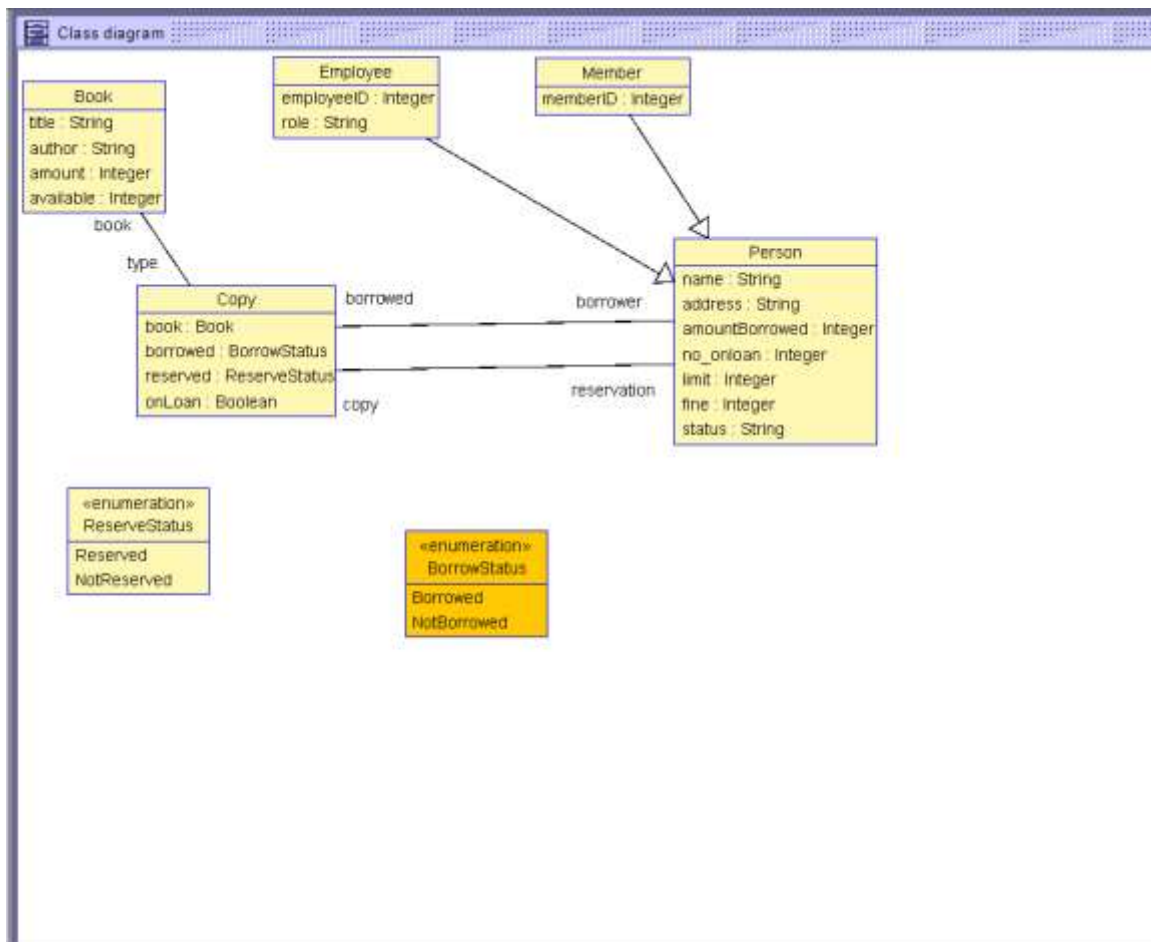 Class diagram
Book
title : String
author : String
amount : Integer
available : Integer
Employee
employeeID : Integer
role : String
Member
memberID : Integer
book
type
Person
name : String
address : String
amountBorrowed : Integer
no_onloan : Integer
limit : Integer
fine : Integer
status : String
Copy
book : Book
borrowed : BorrowStatus
reserved : ReserveStatus
onLoan : Boolean
borrowed
borrower
copy
reservation
«enumeration»
ReserveStatus
Reserved
NotReserved
«enumeration»
BorrowStatus
Borrowed
NotBorrowed